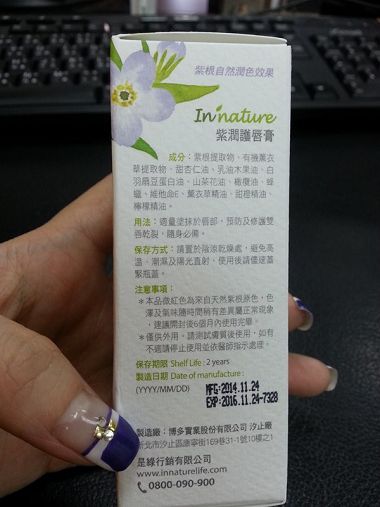 紫根自然潤色效果
In'nature
紫潤護唇膏
成分：紫根提取物、有機薰衣
草提取物、甜杏仁油、乳油木果油、白
羽扇豆蛋白油、山茶花油、橄欖油、蜂
蠟、維他命E、薰衣草精油、甜橙精油、
檸檬精油。
用法：適量塗抹於唇部，預防及修護雙
唇乾裂，隨身必備。
保存方式：請置於陰涼乾燥處，避免高
溫、潮濕及陽光直射，使用後請儘速蓋
緊瓶蓋。
注意事項：
＊本品微紅色為來自天然紫根原色，色
澤及氣味隨時間稍有差異屬正常現象
，建議開封後6個月內使用完畢。
＊僅供外用，請測試膚質後使用，如有
不適請停止使用並依醫師指示處理。
保存期限 Shelf Life : 2 years
製造日期 Date of manufacture :
(YYYY/MM/DD)
MFG:2014.11.24
EXP:2016.11.24-7328
製造廠：博多實業股份有限公司 汐止廠
新北市汐止區康寧街169巷31-1號10樓之1
是綠行銷有限公司
www.innaturelife.com
0800-090-900